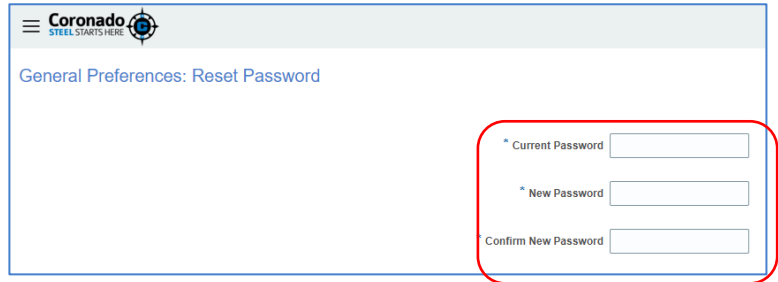 Coronado
STEEL STARTS HERE
General Preferences: Reset Password
* Current Password
* New Password
* Confirm New Password